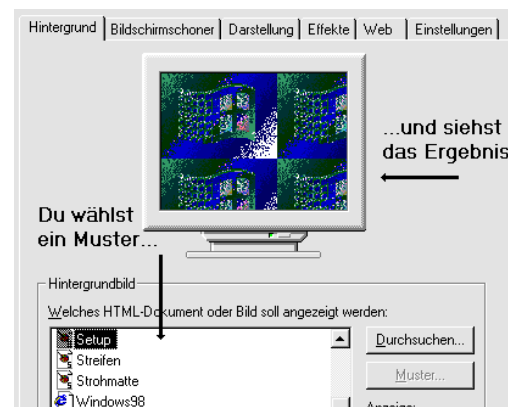 Hintergrund Bildschirmschoner Darstellung Effekte Web Einstellungen
...und siehst
das Ergebnis
Du wählst
ein Muster...
Hintergrundbild
Welches HTML-Dokument oder Bild soll angezeigt werden:
Setup
Durchsuchen...
Streifen
Strohmatte
Muster...
Windows98
Anzeige: